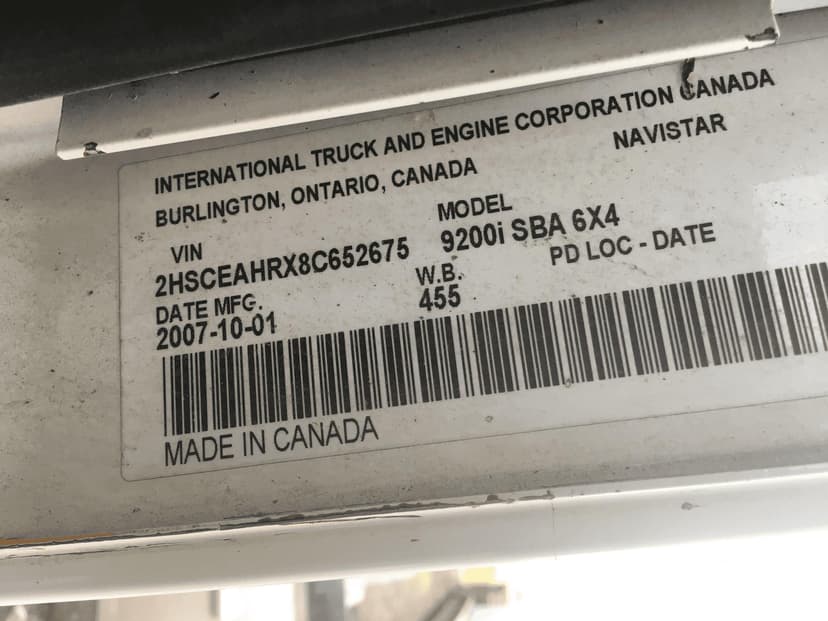 INTERNATIONAL TRUCK AND ENGINE CORPORATION CANADA
BURLINGTON, ONTARIO, CANADA NAVISTAR
VIN MODEL
2HSCEAHRX8C652675 9200i SBA 6X4
DATE MFG. W.B. PD LOC - DATE
2007-10-01 455
MADE IN CANADA